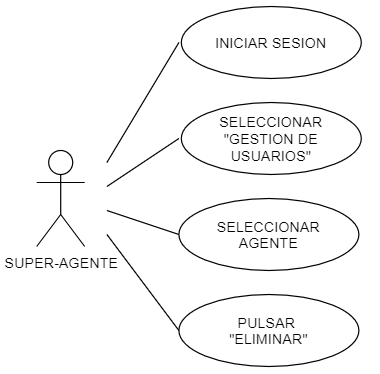 INICIAR SESION
SELECCIONAR
"GESTION DE
USUARIOS"
SELECCIONAR
AGENTE
SUPER-AGENTE
PULSAR
"ELIMINAR"